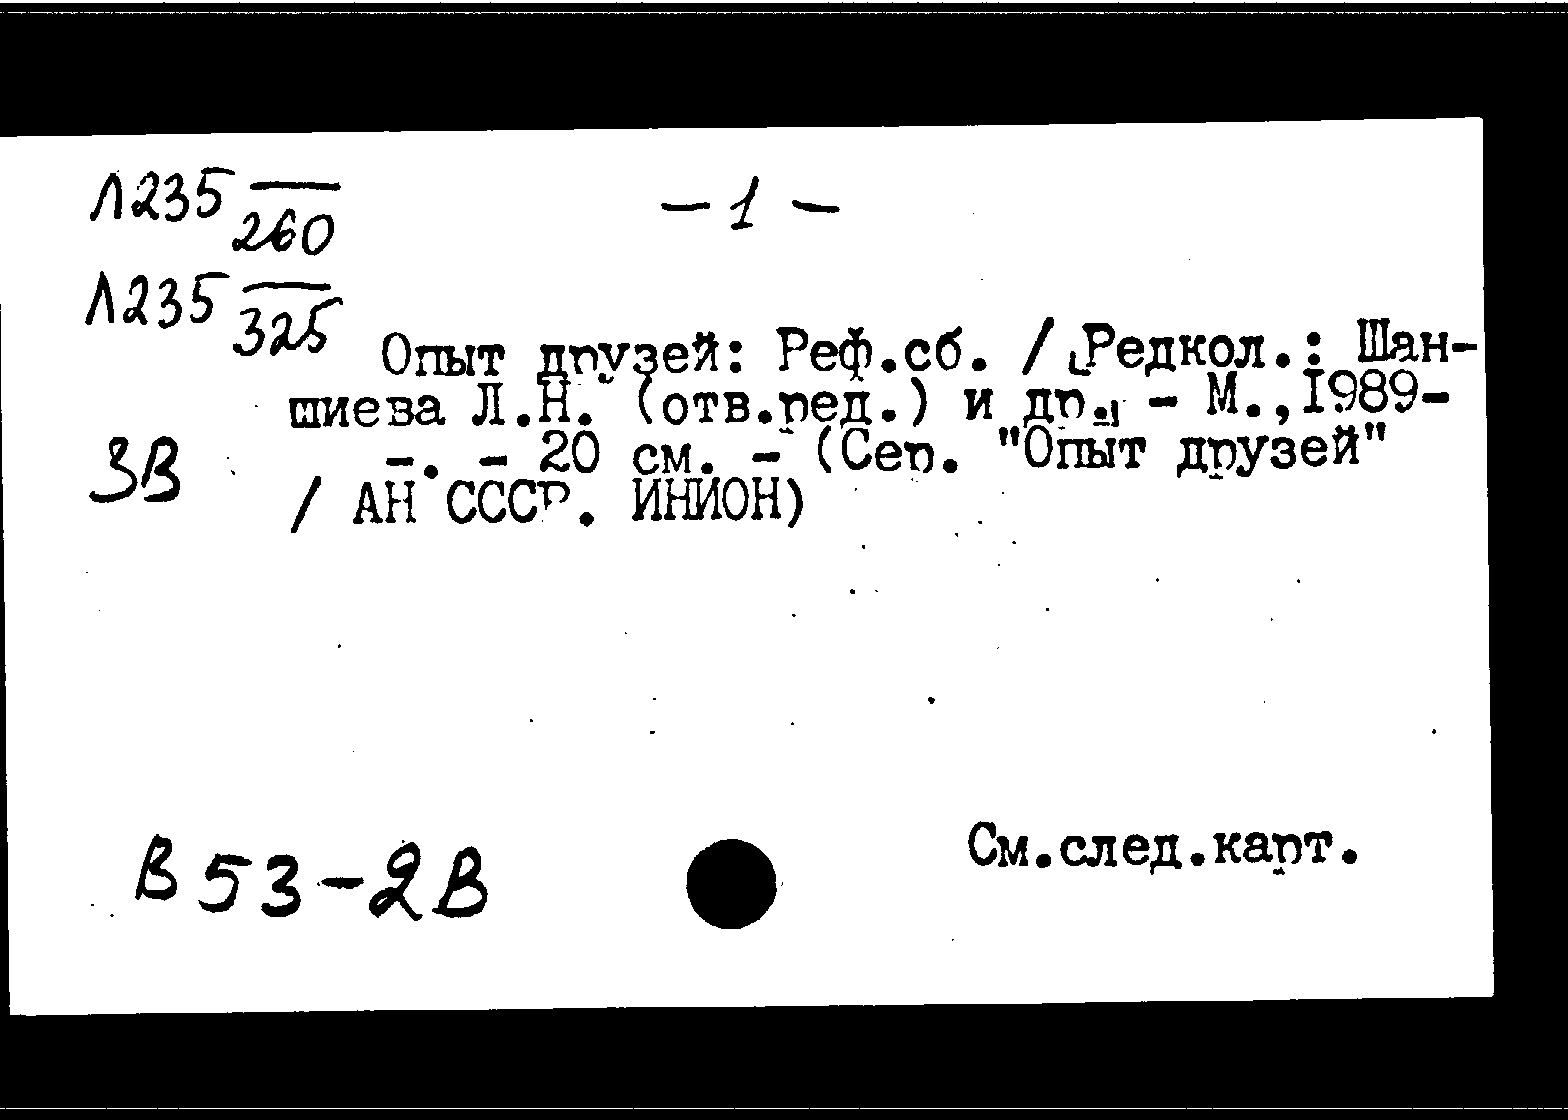 Л235 260
- 1 -
Л235 325
Опыт друзей: Реф.сб. / [Редкол.: Шан-
шиева Л.Н. (отв.ред.) и др.] - М.,1989-
-. - 20 см. - (Сер. "Опыт друзей"
/ АН СССР. ИНИОН)
3В
В 53-2В
См.след.карт.